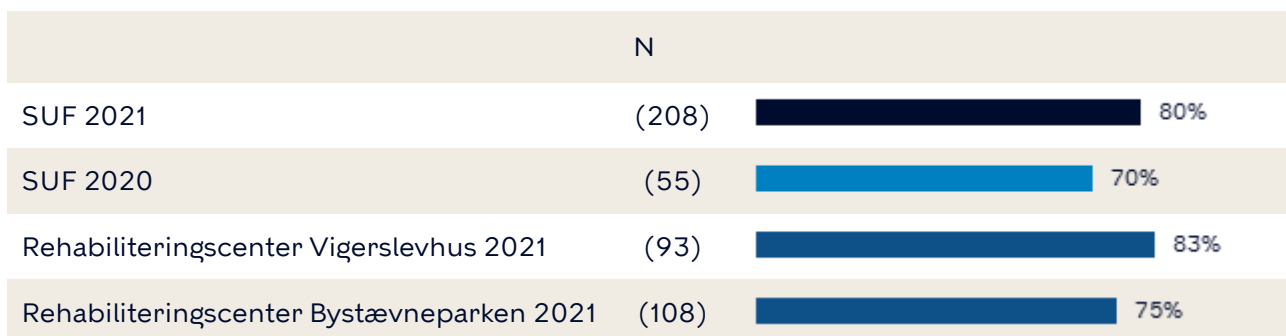 N
SUF 2021 (208) 80%
SUF 2020 (55) 70%
Rehabiliteringscenter Vigerslevhus 2021 (93) 83%
Rehabiliteringscenter Bystævneparken 2021 (108) 75%